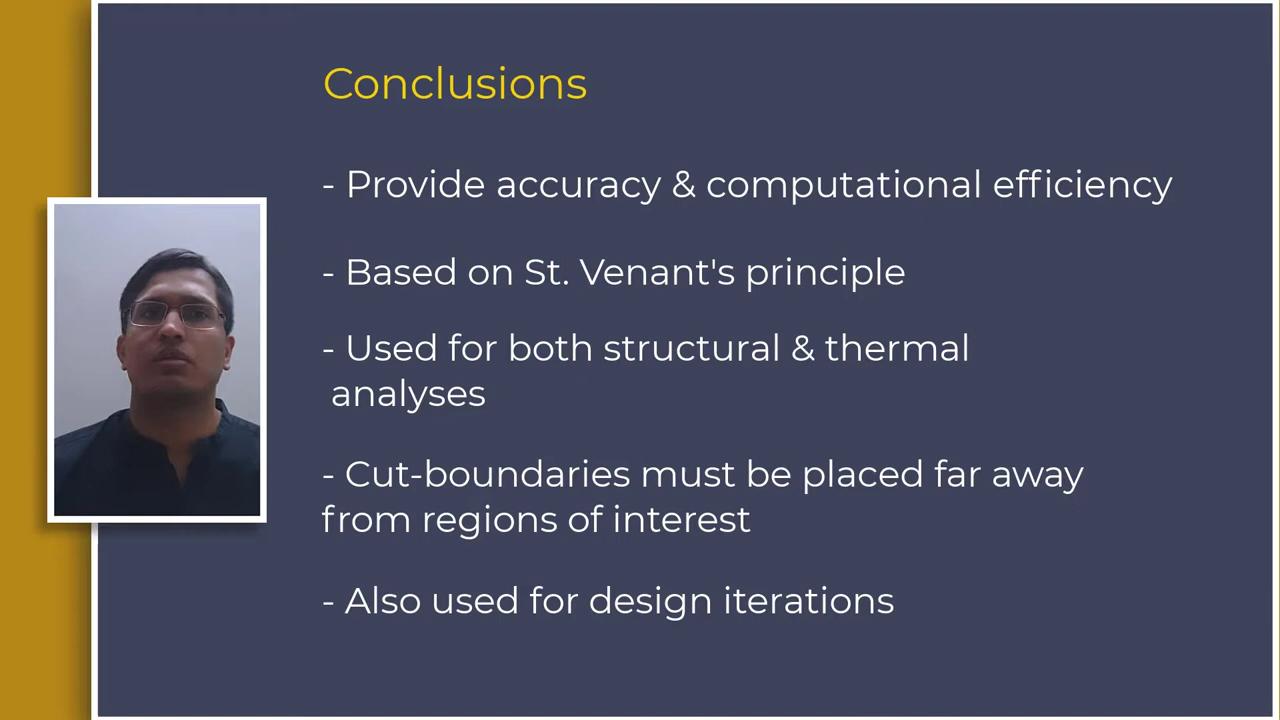 Conclusions
- Provide accuracy & computational efficiency
- Based on St. Venant's principle
- Used for both structural & thermal
analyses
- Cut-boundaries must be placed far away
from regions of interest
- Also used for design iterations